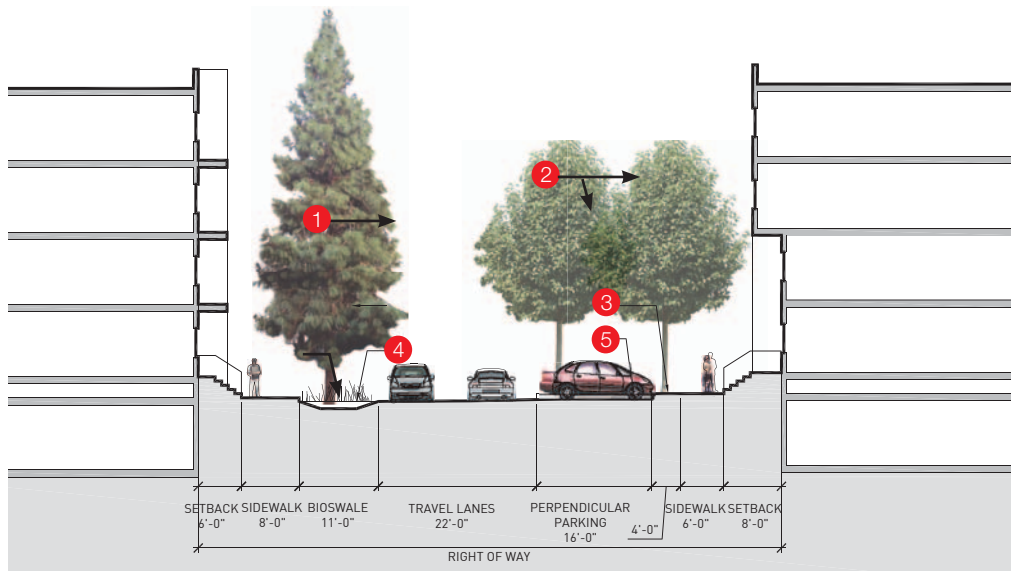 1
2
3
4
5
SETBACK
6'-0"
SIDEWALK
8'-0"
BIOSWALE
11'-0"
TRAVEL LANES
22'-0"
PERPENDICULAR
PARKING
16'-0"
4'-0"
SIDEWALK
6'-0"
SETBACK
8'-0"
RIGHT OF WAY